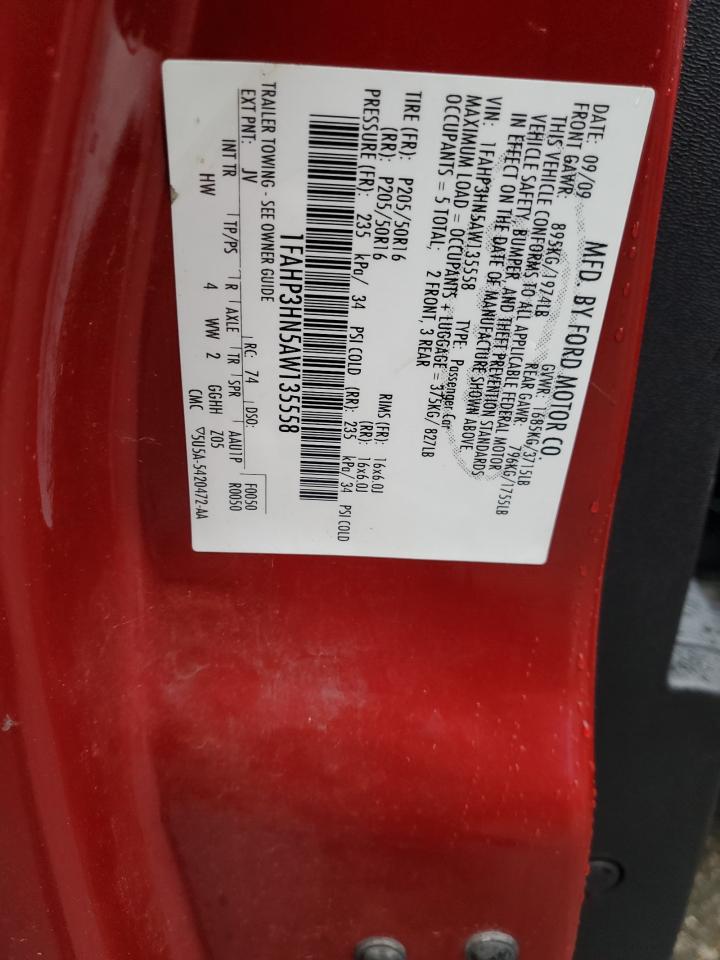 MFD. BY FORD MOTOR CO.
DATE: 09/09 GVWR: 1685KG/3715LB
FRONT GAWR: 895KG/1974LB REAR GAWR: 796KG/1755LB
THIS VEHICLE CONFORMS TO ALL APPLICABLE FEDERAL MOTOR
VEHICLE SAFETY, BUMPER, AND THEFT PREVENTION STANDARDS
IN EFFECT ON THE DATE OF MANUFACTURE SHOWN ABOVE.
VIN: 1FAHP3HN5AW135558 TYPE: Passenger Car
MAXIMUM LOAD = OCCUPANTS + LUGGAGE = 375KG/ 827LB
OCCUPANTS = 5 TOTAL, 2 FRONT, 3 REAR
TIRE (FR): P205/50R16 RIMS (FR): 16x6.0J
(RR): P205/50R16 (RR): 16x6.0J
PRESSURE (FR): 235 kPa/ 34 PSI COLD (RR): 235 kPa/ 34 PSI COLD
1FAHP3HN5AW135558
TRAILER TOWING - SEE OWNER GUIDE
EXT PNT: JV RC: 74 DSO: F0050
R0050
INT TR TP/PS R AXLE TR SPR AAU1P
HW 4 WW 2 GGHH Z05
CMC ▽5U5A-5420472-AA